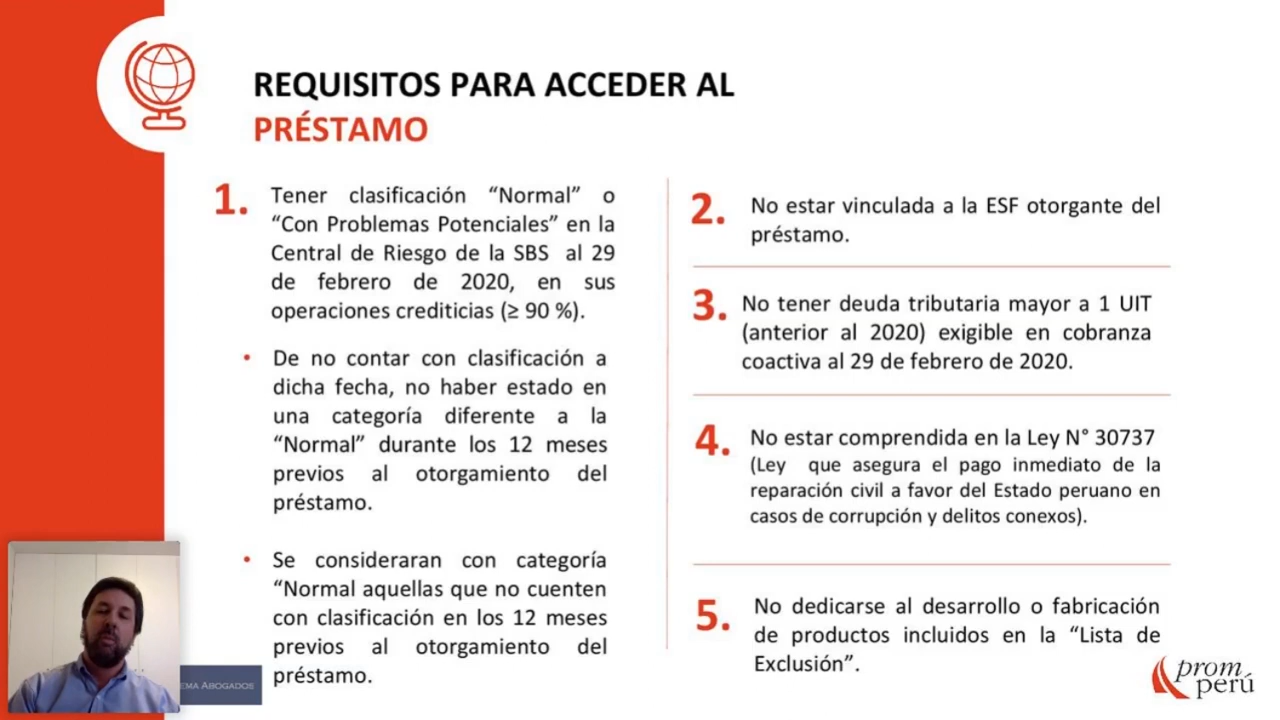 REQUISITOS PARA ACCEDER AL
PRÉSTAMO
1. Tener clasificación “Normal” o
“Con Problemas Potenciales” en la
Central de Riesgo de la SBS al 29
de febrero de 2020, en sus
operaciones crediticias (≥ 90 %).
• De no contar con clasificación a
dicha fecha, no haber estado en
una categoría diferente a la
“Normal” durante los 12 meses
previos al otorgamiento del
préstamo.
• Se consideraran con categoría
“Normal aquellas que no cuenten
con clasificación en los 12 meses
previos al otorgamiento del
préstamo.
2. No estar vinculada a la ESF otorgante del
préstamo.
3. No tener deuda tributaria mayor a 1 UIT
(anterior al 2020) exigible en cobranza
coactiva al 29 de febrero de 2020.
4. No estar comprendida en la Ley N° 30737
(Ley que asegura el pago inmediato de la
reparación civil a favor del Estado peruano en
casos de corrupción y delitos conexos).
5. No dedicarse al desarrollo o fabricación
de productos incluidos en la “Lista de
Exclusión”.
ABOGADOS
prom
perú